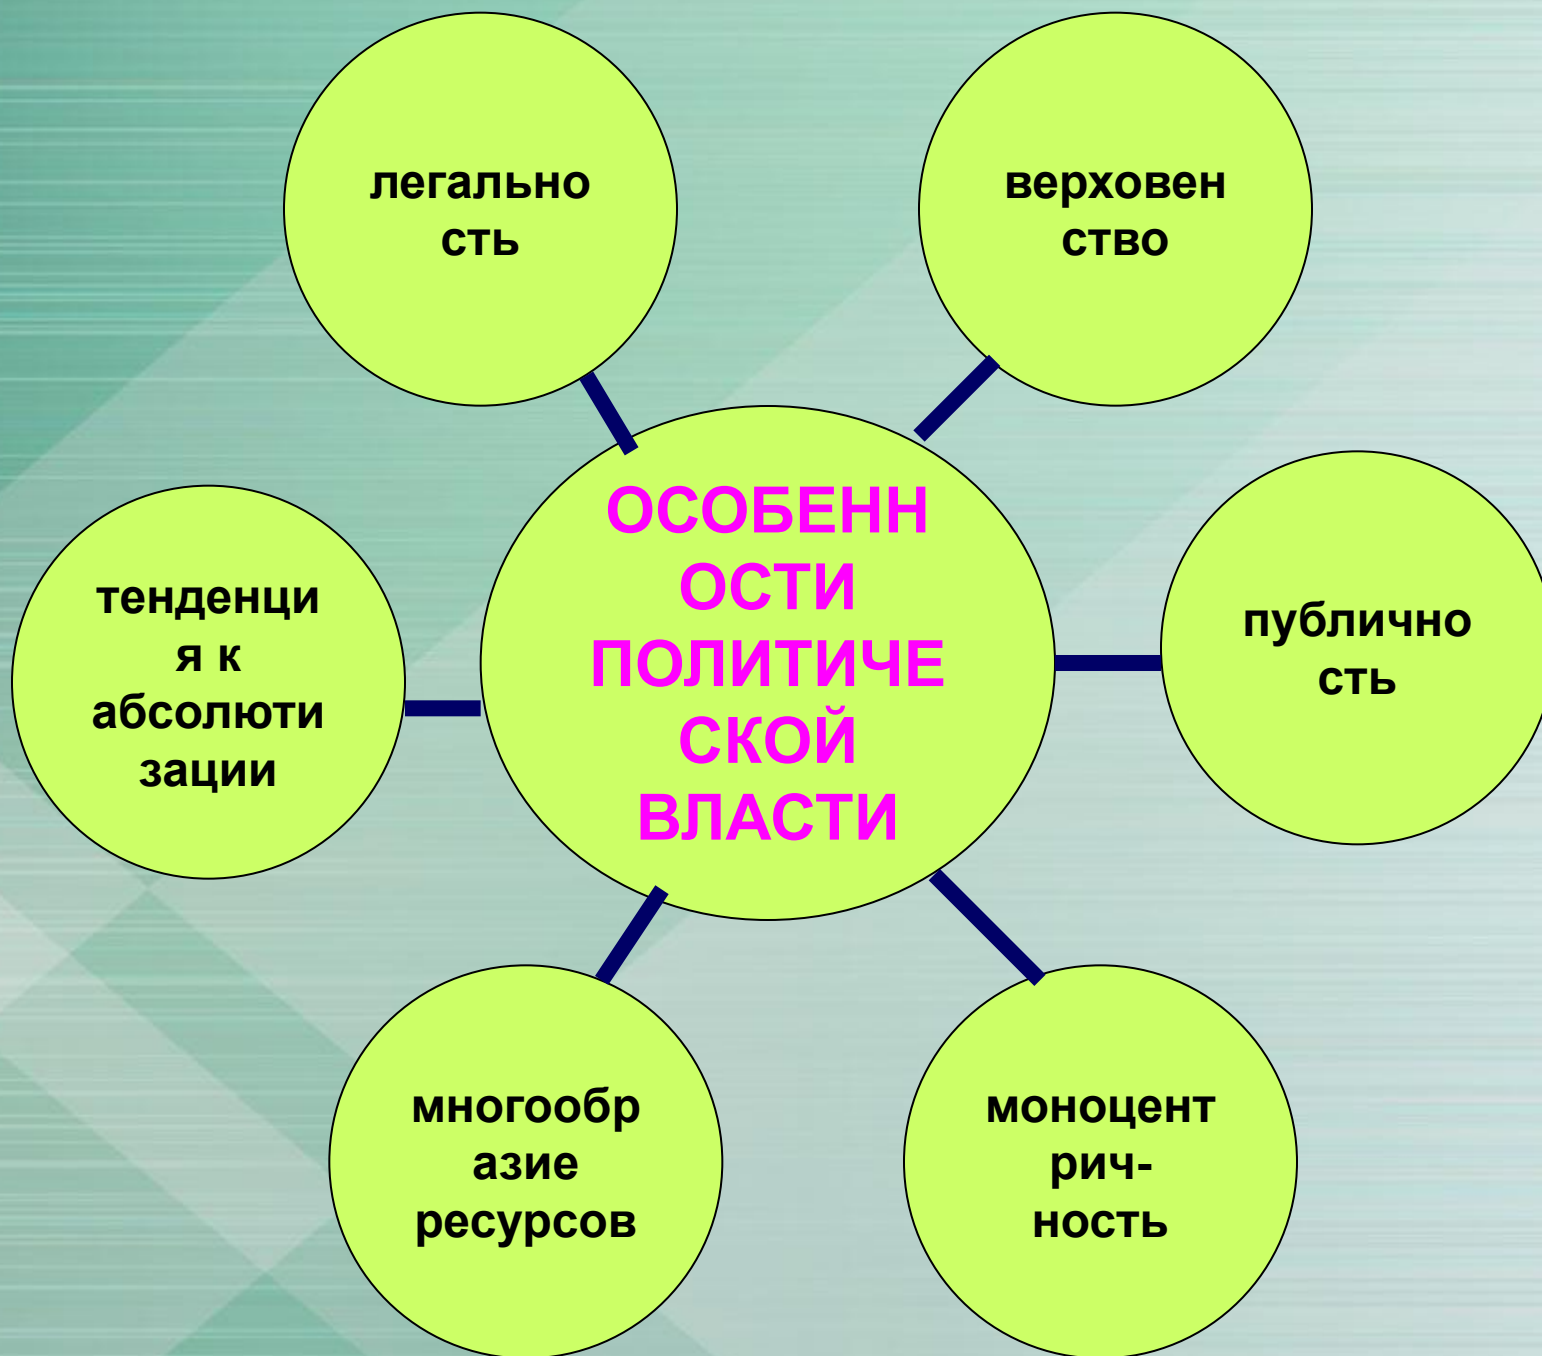 легально
сть
верховен
ство
ОСОБЕНН
ОСТИ
ПОЛИТИЧЕ
СКОЙ
ВЛАСТИ
тенденци
я к
абсолюти
зации
публично
сть
многообр
азие
ресурсов
моноцент
рич-
ность